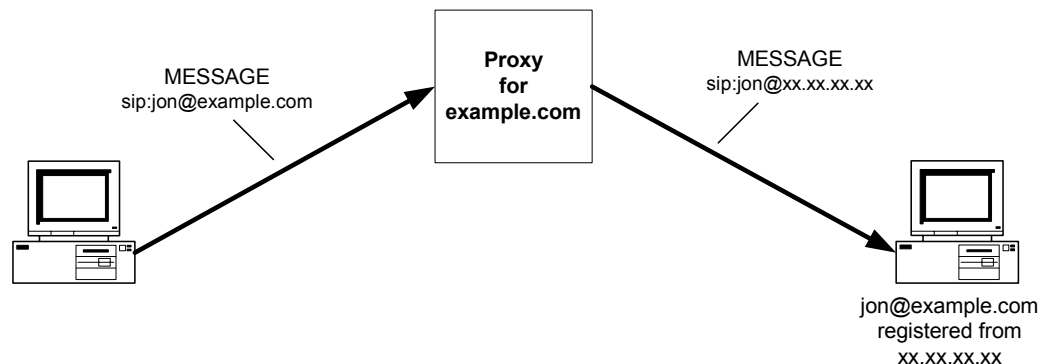 MESSAGE
sip:jon@example.com
Proxy
for
example.com
MESSAGE
sip:jon@xx.xx.xx.xx
jon@example.com
registered from
xx.xx.xx.xx